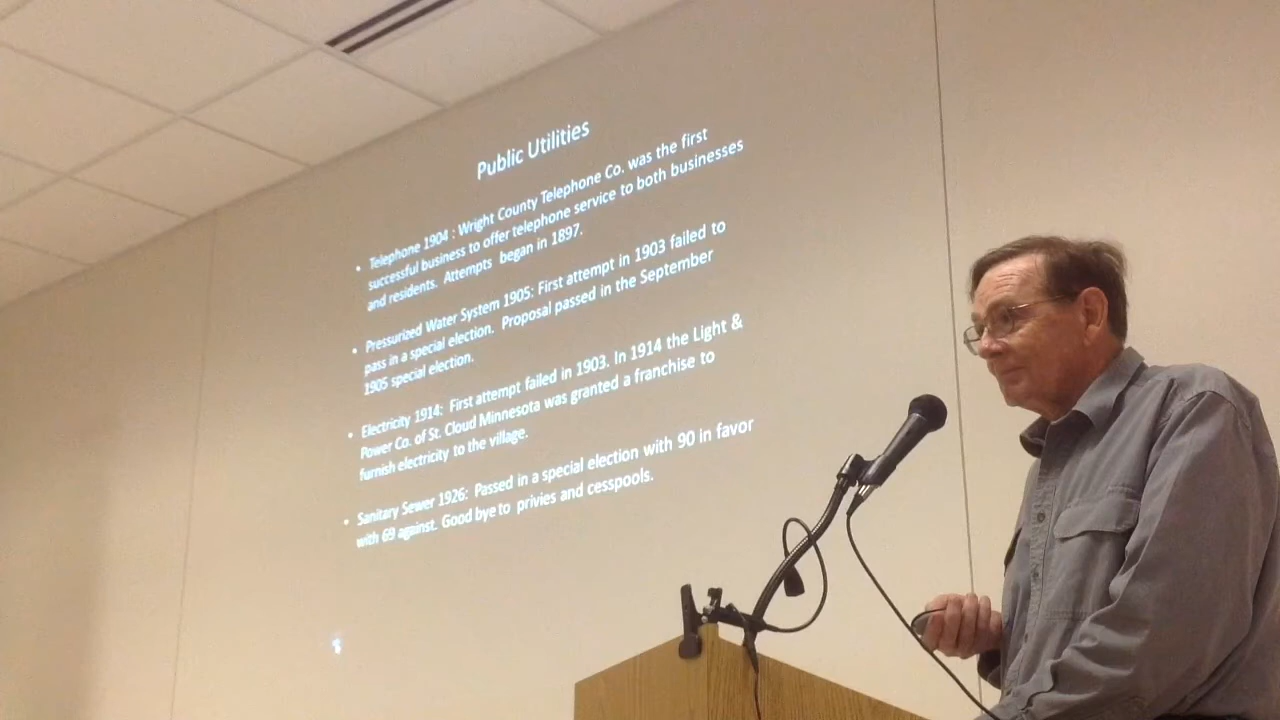 Public Utilities
• Telephone 1904 : Wright County Telephone Co. was the first
successful business to offer telephone service to both businesses
and residents. Attempts began in 1897.
• Pressurized Water System 1905: First attempt in 1903 failed to
pass in a special election. Proposal passed in the September
1905 special election.
• Electricity 1914: First attempt failed in 1903. In 1914 the Light &
Power Co. of St. Cloud Minnesota was granted a franchise to
furnish electricity to the village.
• Sanitary Sewer 1926: Passed in a special election with 90 in favor
with 69 against. Good bye to privies and cesspools.